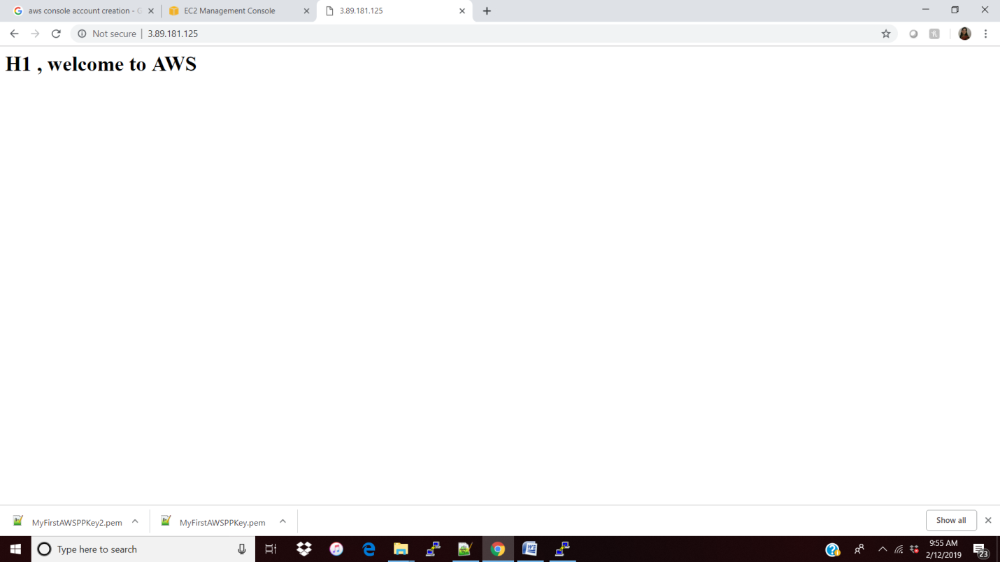 aws console account creation - G
EC2 Management Console
3.89.181.125
Not secure | 3.89.181.125
H1 , welcome to AWS
MyFirstAWSPPKey2.pem
MyFirstAWSPPKey.pem
Show all
Type here to search
9:55 AM
2/12/2019
23